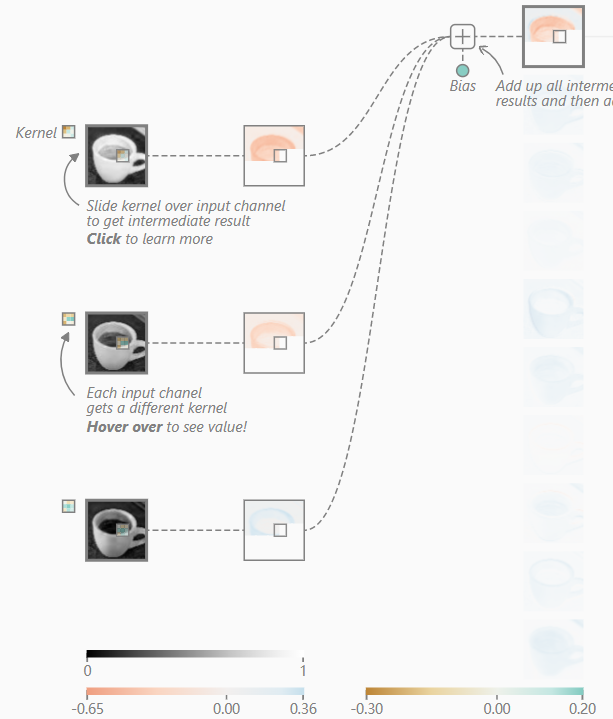 Bias
Add up all interme
results and then a
Kernel
Slide kernel over input channel
to get intermediate result
Click to learn more
Each input chanel
gets a different kernel
Hover over to see value!
0 1
-0.65 0.00 0.36
-0.30 0.00 0.20